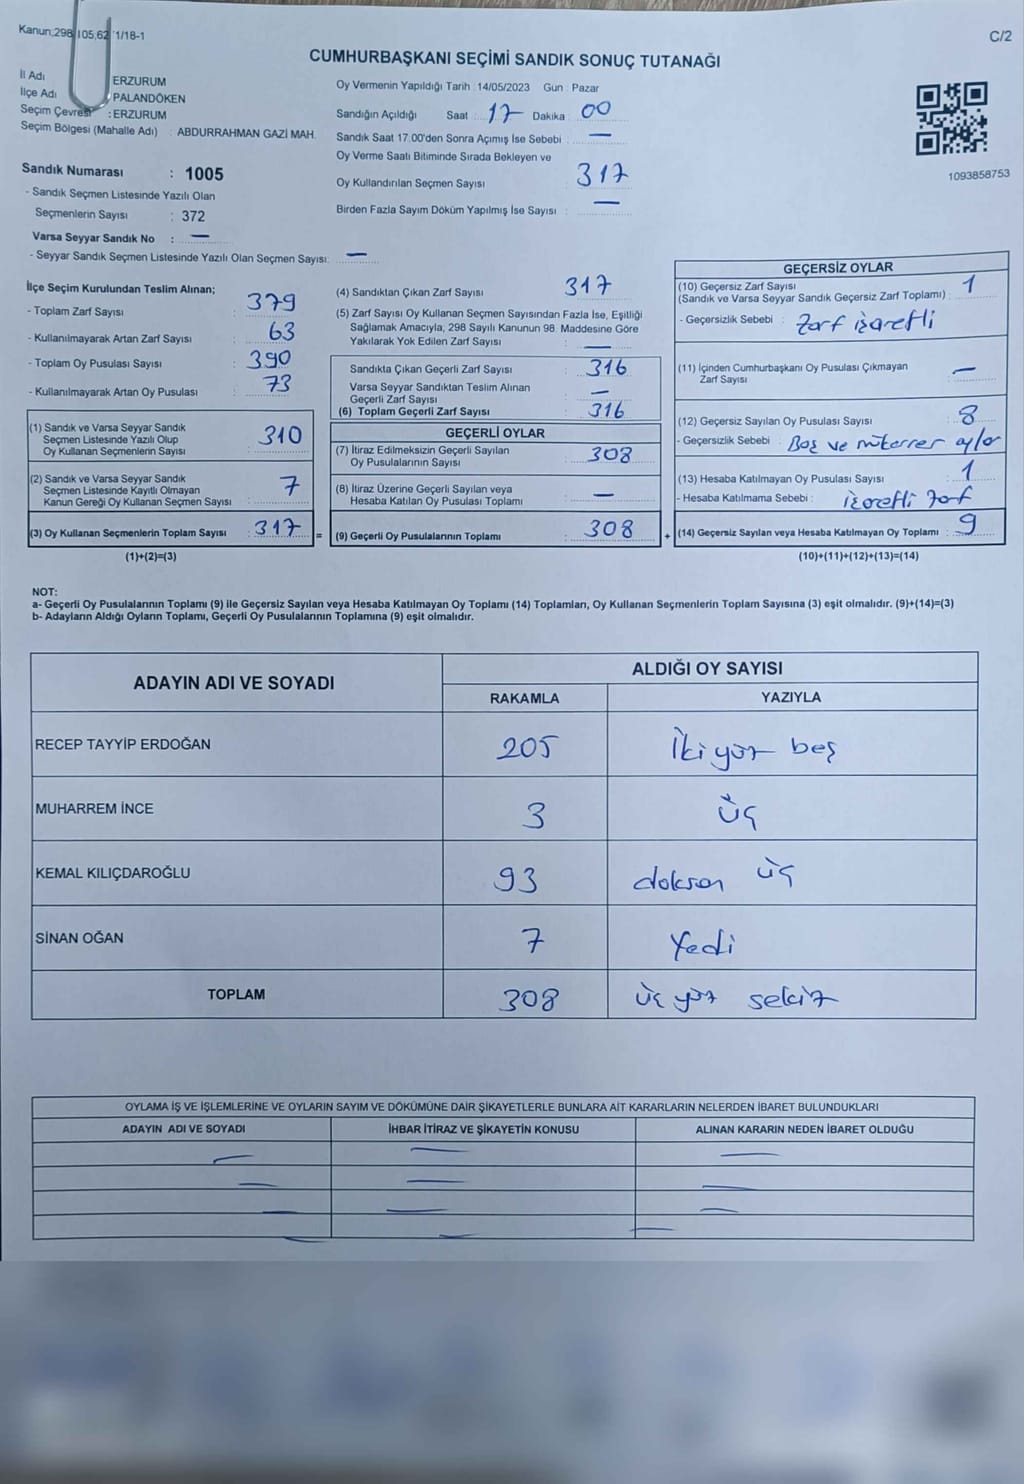 Kanun,298 105,62 1/18-1
C/2
CUMHURBAŞKANI SEÇİMİ SANDIK SONUÇ TUTANAĞI
İl Adı ERZURUM
İlçe Adı PALANDÖKEN
Seçim Çevresi : ERZURUM
Seçim Bölgesi (Mahalle Adı) : ABDURRAHMAN GAZİ MAH.
Sandık Numarası : 1005
- Sandık Seçmen Listesinde Yazılı Olan
Seçmenlerin Sayısı : 372
Varsa Seyyar Sandık No : —
- Seyyar Sandık Seçmen Listesinde Yazılı Olan Seçmen Sayısı: —
Oy Vermenin Yapıldığı Tarih : 14/05/2023 Gün : Pazar
Sandığın Açıldığı Saat : 17 Dakika : 00
Sandık Saat 17.00'den Sonra Açımış İse Sebebi : —
Oy Verme Saati Bitiminde Sırada Bekleyen ve
Oy Kullandırılan Seçmen Sayısı : 317
Birden Fazla Sayım Döküm Yapılmış İse Sayısı : —
1093858753
İlçe Seçim Kurulundan Teslim Alınan;
- Toplam Zarf Sayısı : 379
- Kullanılmayarak Artan Zarf Sayısı : 63
- Toplam Oy Pusulası Sayısı : 390
- Kullanılmayarak Artan Oy Pusulası : 73
(1) Sandık ve Varsa Seyyar Sandık
Seçmen Listesinde Yazılı Olup
Oy Kullanan Seçmenlerin Sayısı : 310
(2) Sandık ve Varsa Seyyar Sandık
Seçmen Listesinde Kayıtlı Olmayan
Kanun Gereği Oy Kullanan Seçmen Sayısı : 7
(3) Oy Kullanan Seçmenlerin Toplam Sayısı : 317 =
(1)+(2)=(3)
(4) Sandıktan Çıkan Zarf Sayısı : 317
(5) Zarf Sayısı Oy Kullanan Seçmen Sayısından Fazla İse, Eşitliği
Sağlamak Amacıyla, 298 Sayılı Kanunun 98. Maddesine Göre
Yakılarak Yok Edilen Zarf Sayısı : —
Sandıkla Çıkan Geçerli Zarf Sayısı : 316
Varsa Seyyar Sandıktan Teslim Alınan
Geçerli Zarf Sayısı : —
(6) Toplam Geçerli Zarf Sayısı : 316
GEÇERLİ OYLAR
(7) İtiraz Edilmeksizin Geçerli Sayılan
Oy Pusulalarının Sayısı : 308
(8) İtiraz Üzerine Geçerli Sayılan veya
Hesaba Katılan Oy Pusulası Toplamı : —
(9) Geçerli Oy Pusulalarının Toplamı : 308 +
GEÇERSİZ OYLAR
(10) Geçersiz Zarf Sayısı
(Sandık ve Varsa Seyyar Sandık Geçersiz Zarf Toplamı) : 1
- Geçersizlik Sebebi : Zarf işaretli
(11) İçinden Cumhurbaşkanı Oy Pusulası Çıkmayan
Zarf Sayısı : —
(12) Geçersiz Sayılan Oy Pusulası Sayısı : 8
- Geçersizlik Sebebi : Boş ve mükerrer oylar
(13) Hesaba Katılmayan Oy Pusulası Sayısı : 1
- Hesaba Katılmama Sebebi : işaretli zarf
(14) Geçersiz Sayılan veya Hesaba Katılmayan Oy Toplamı : 9
(10)+(11)+(12)+(13)=(14)
NOT:
a- Geçerli Oy Pusulalarının Toplamı (9) ile Geçersiz Sayılan veya Hesaba Katılmayan Oy Toplamı (14) Toplamları, Oy Kullanan Seçmenlerin Toplam Sayısına (3) eşit olmalıdır. (9)+(14)=(3)
b- Adayların Aldığı Oyların Toplamı, Geçerli Oy Pusulalarının Toplamına (9) eşit olmalıdır.
ADAYIN ADI VE SOYADI ALDIĞI OY SAYISI
RAKAMLA YAZIYLA
RECEP TAYYİP ERDOĞAN 205 İkiyüz beş
MUHARREM İNCE 3 üç
KEMAL KILIÇDAROĞLU 93 doksan üç
SİNAN OĞAN 7 Yedi
TOPLAM 308 üç yüz sekiz
OYLAMA İŞ VE İŞLEMLERİNE VE OYLARIN SAYIM VE DÖKÜMÜNE DAİR ŞİKAYETLERLE BUNLARA AİT KARARLARIN NELERDEN İBARET BULUNDUKLARI
ADAYIN ADI VE SOYADI İHBAR İTİRAZ VE ŞİKAYETİN KONUSU ALINAN KARARIN NEDEN İBARET OLDUĞU
— — —
— — —
— — —
— — —